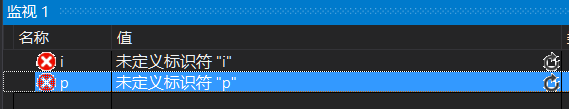 监视 1
名称 值
i 未定义标识符 "i"
p 未定义标识符 "p"